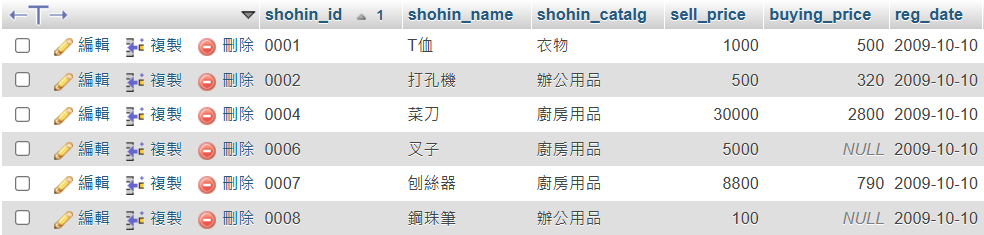 shohin_id 1 shohin_name shohin_catalg sell_price buying_price reg_date
編輯 複製 刪除 0001 T恤 衣物 1000 500 2009-10-10
編輯 複製 刪除 0002 打孔機 辦公用品 500 320 2009-10-10
編輯 複製 刪除 0004 菜刀 廚房用品 30000 2800 2009-10-10
編輯 複製 刪除 0006 叉子 廚房用品 5000 NULL 2009-10-10
編輯 複製 刪除 0007 刨絲器 廚房用品 8800 790 2009-10-10
編輯 複製 刪除 0008 鋼珠筆 辦公用品 100 NULL 2009-10-10